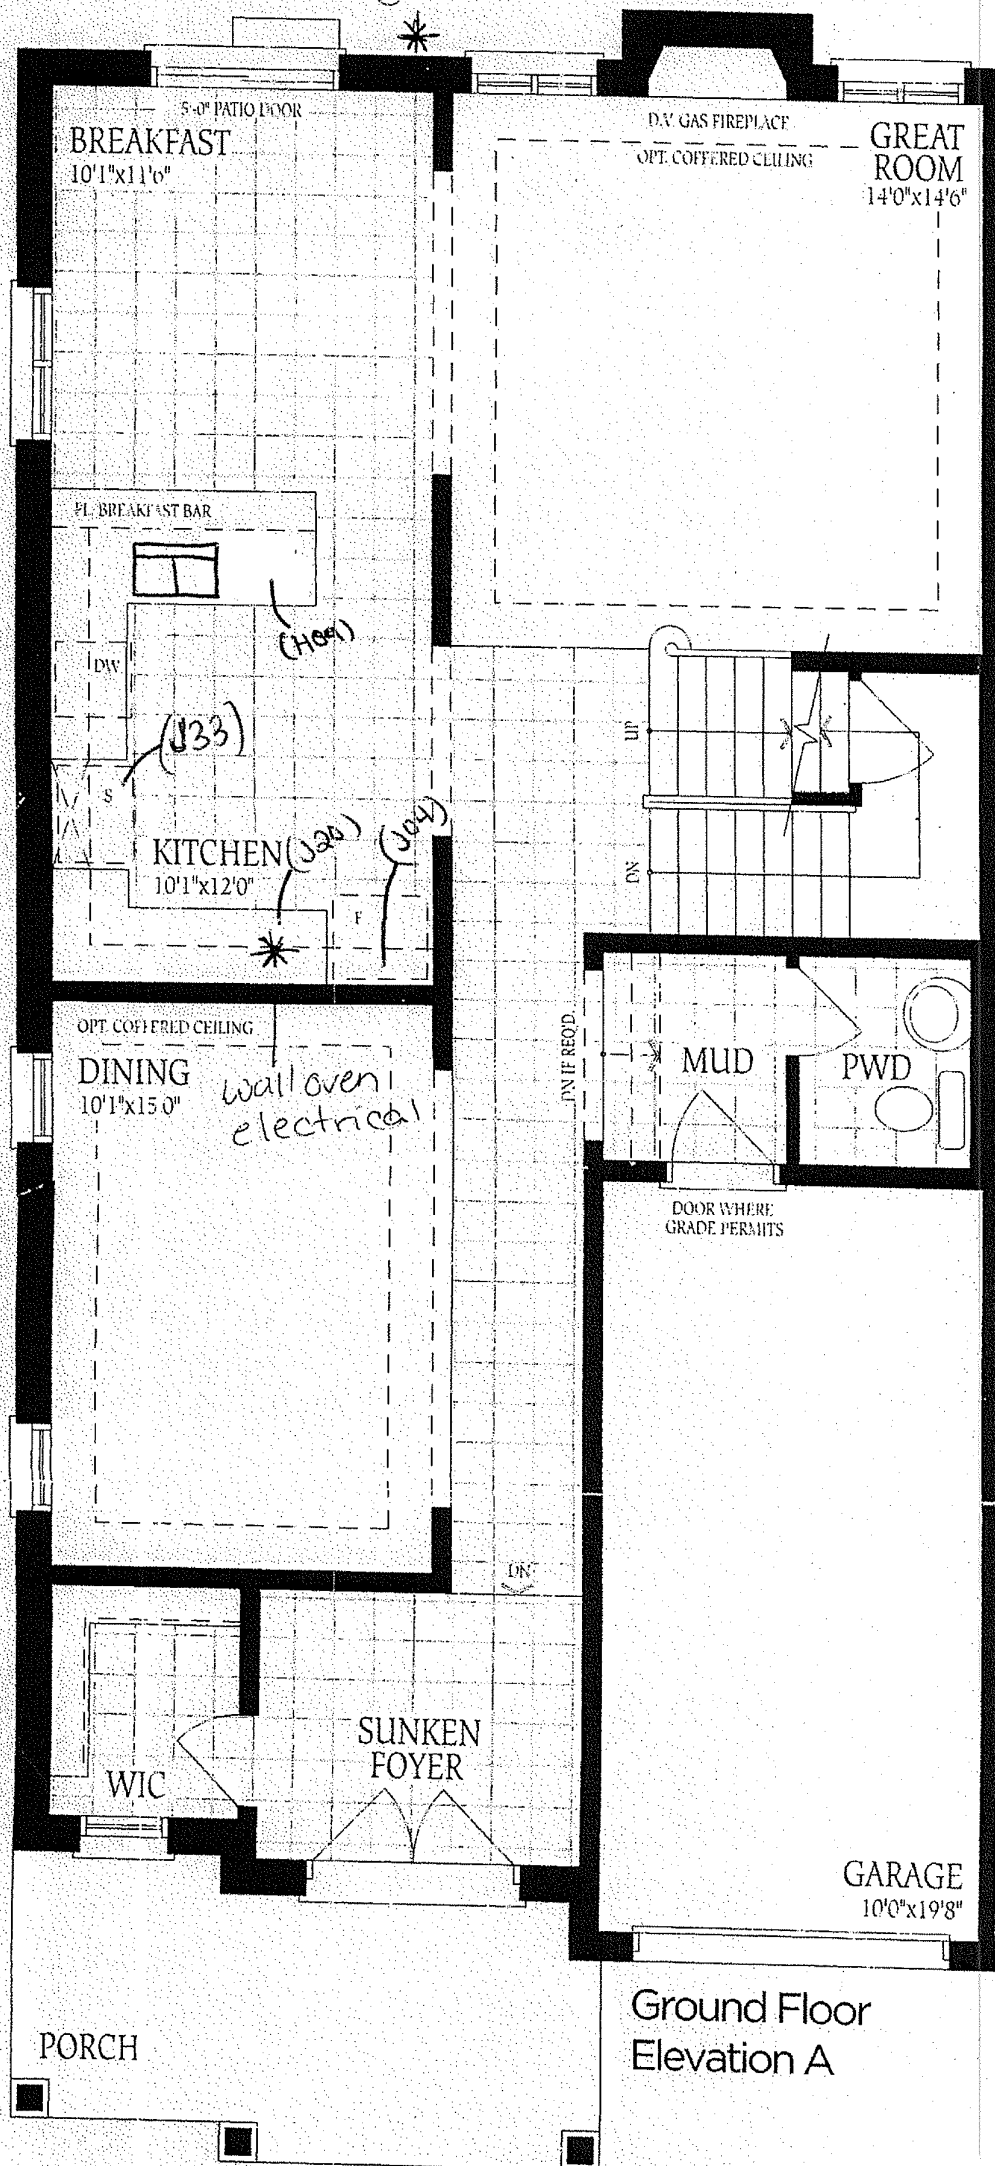 5'-0" PATIO DOOR
BREAKFAST
10'1"x11'6"
D.V. GAS FIREPLACE
OPT. COFFERED CEILING
GREAT
ROOM
14'0"x14'6"
FL. BREAKFAST BAR
(H09)
DW
(J33)
S
KITCHEN
10'1"x12'0"
(J20)
(J04)
F
UP
DN
OPT. COFFERED CEILING
DINING
10'1"x13'0"
wall oven
electrical
DN IF REQ'D.
MUD
PWD
DOOR WHERE
GRADE PERMITS
DN
WIC
SUNKEN
FOYER
GARAGE
10'0"x19'8"
PORCH
Ground Floor
Elevation A